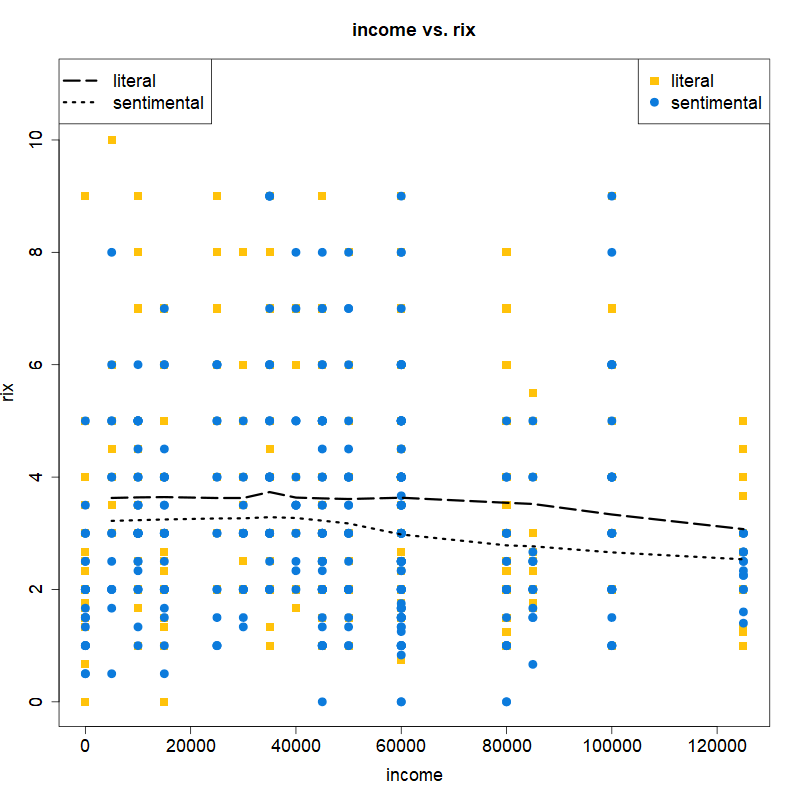 income vs. rix
literal
sentimental
literal
sentimental
rix
10
8
6
4
2
0
0 20000 40000 60000 80000 100000 120000
income